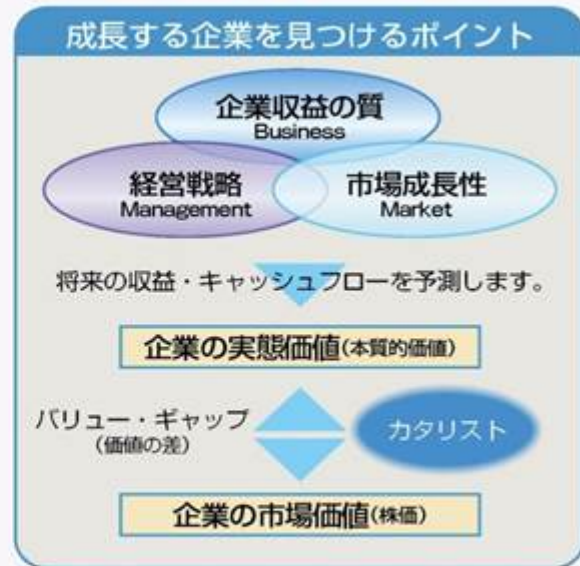 成長する企業を見つけるポイント
企業収益の質
Business
経営戦略
Management
市場成長性
Market
将来の収益・キャッシュフローを予測します。
企業の実態価値(本質的価値)
バリュー・ギャップ
(価値の差)
カタリスト
企業の市場価値(株価)